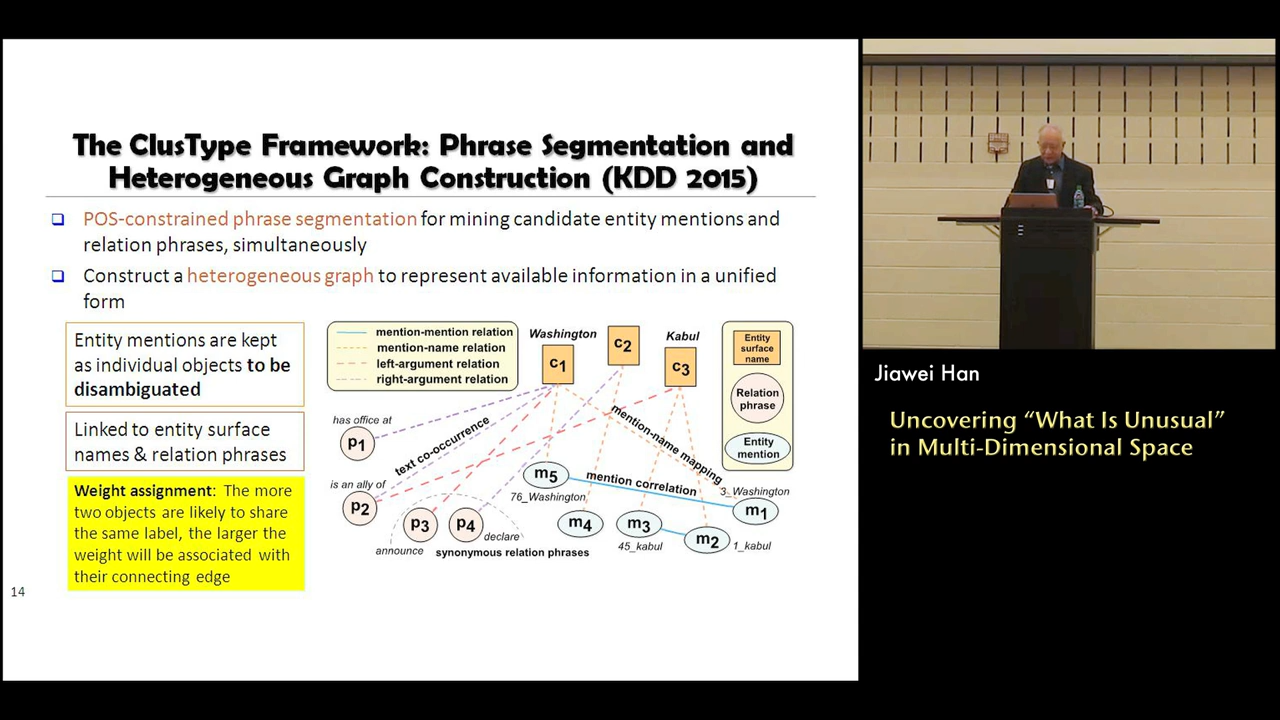 The ClusType Framework: Phrase Segmentation and
Heterogeneous Graph Construction (KDD 2015)
POS-constrained phrase segmentation for mining candidate entity mentions and
relation phrases, simultaneously
Construct a heterogeneous graph to represent available information in a unified
form
Entity mentions are kept
as individual objects to be
disambiguated
Linked to entity surface
names & relation phrases
Weight assignment: The more
two objects are likely to share
the same label, the larger the
weight will be associated with
their connecting edge
14
mention-mention relation
mention-name relation
left-argument relation
right-argument relation
Washington
c1
c2
Kabul
c3
Entity
surface
name
Relation
phrase
Entity
mention
has office at
p1
text co-occurrence
mention-name mapping
is an ally of
p2
p3
p4
announce
declare
synonymous relation phrases
m5
76_Washington
mention correlation
3_Washington
m1
m4
m3
45_kabul
m2
1_kabul
Jiawei Han
Uncovering “What Is Unusual”
in Multi-Dimensional Space